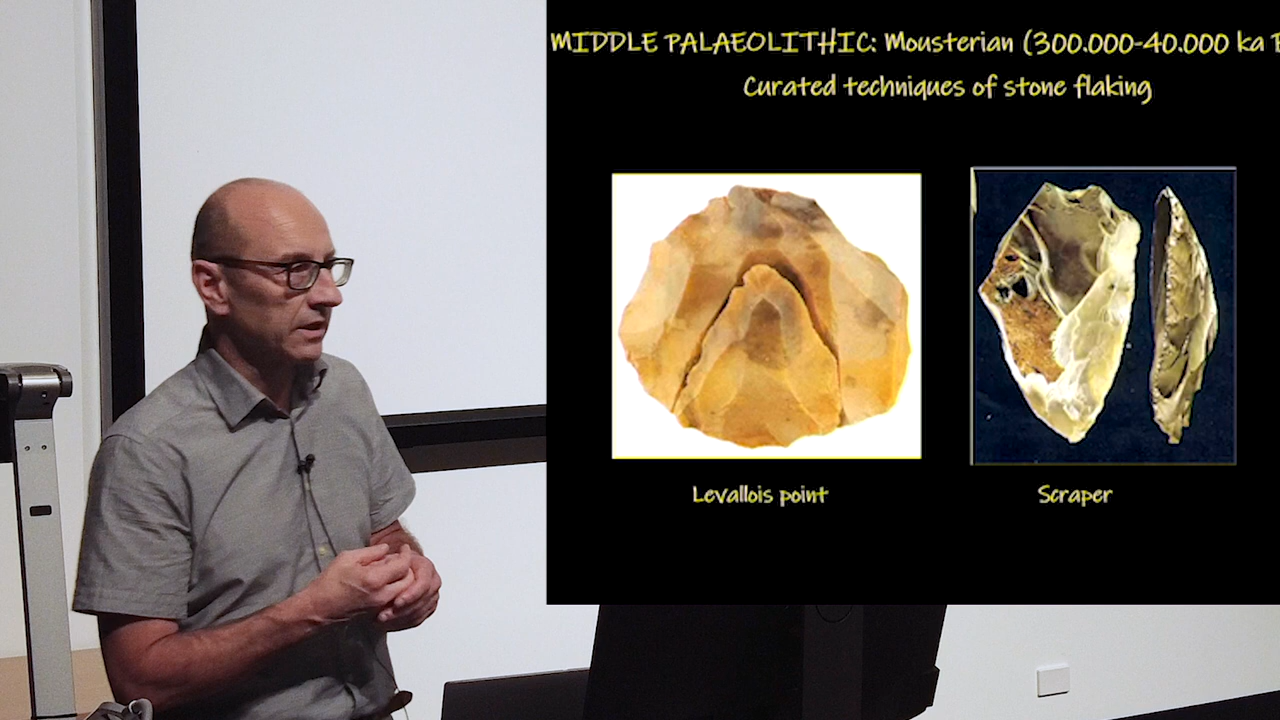 MIDDLE PALAEOLITHIC: Mousterian (300.000-40.000 ka
Curated techniques of stone flaking
Levallois point
Scraper